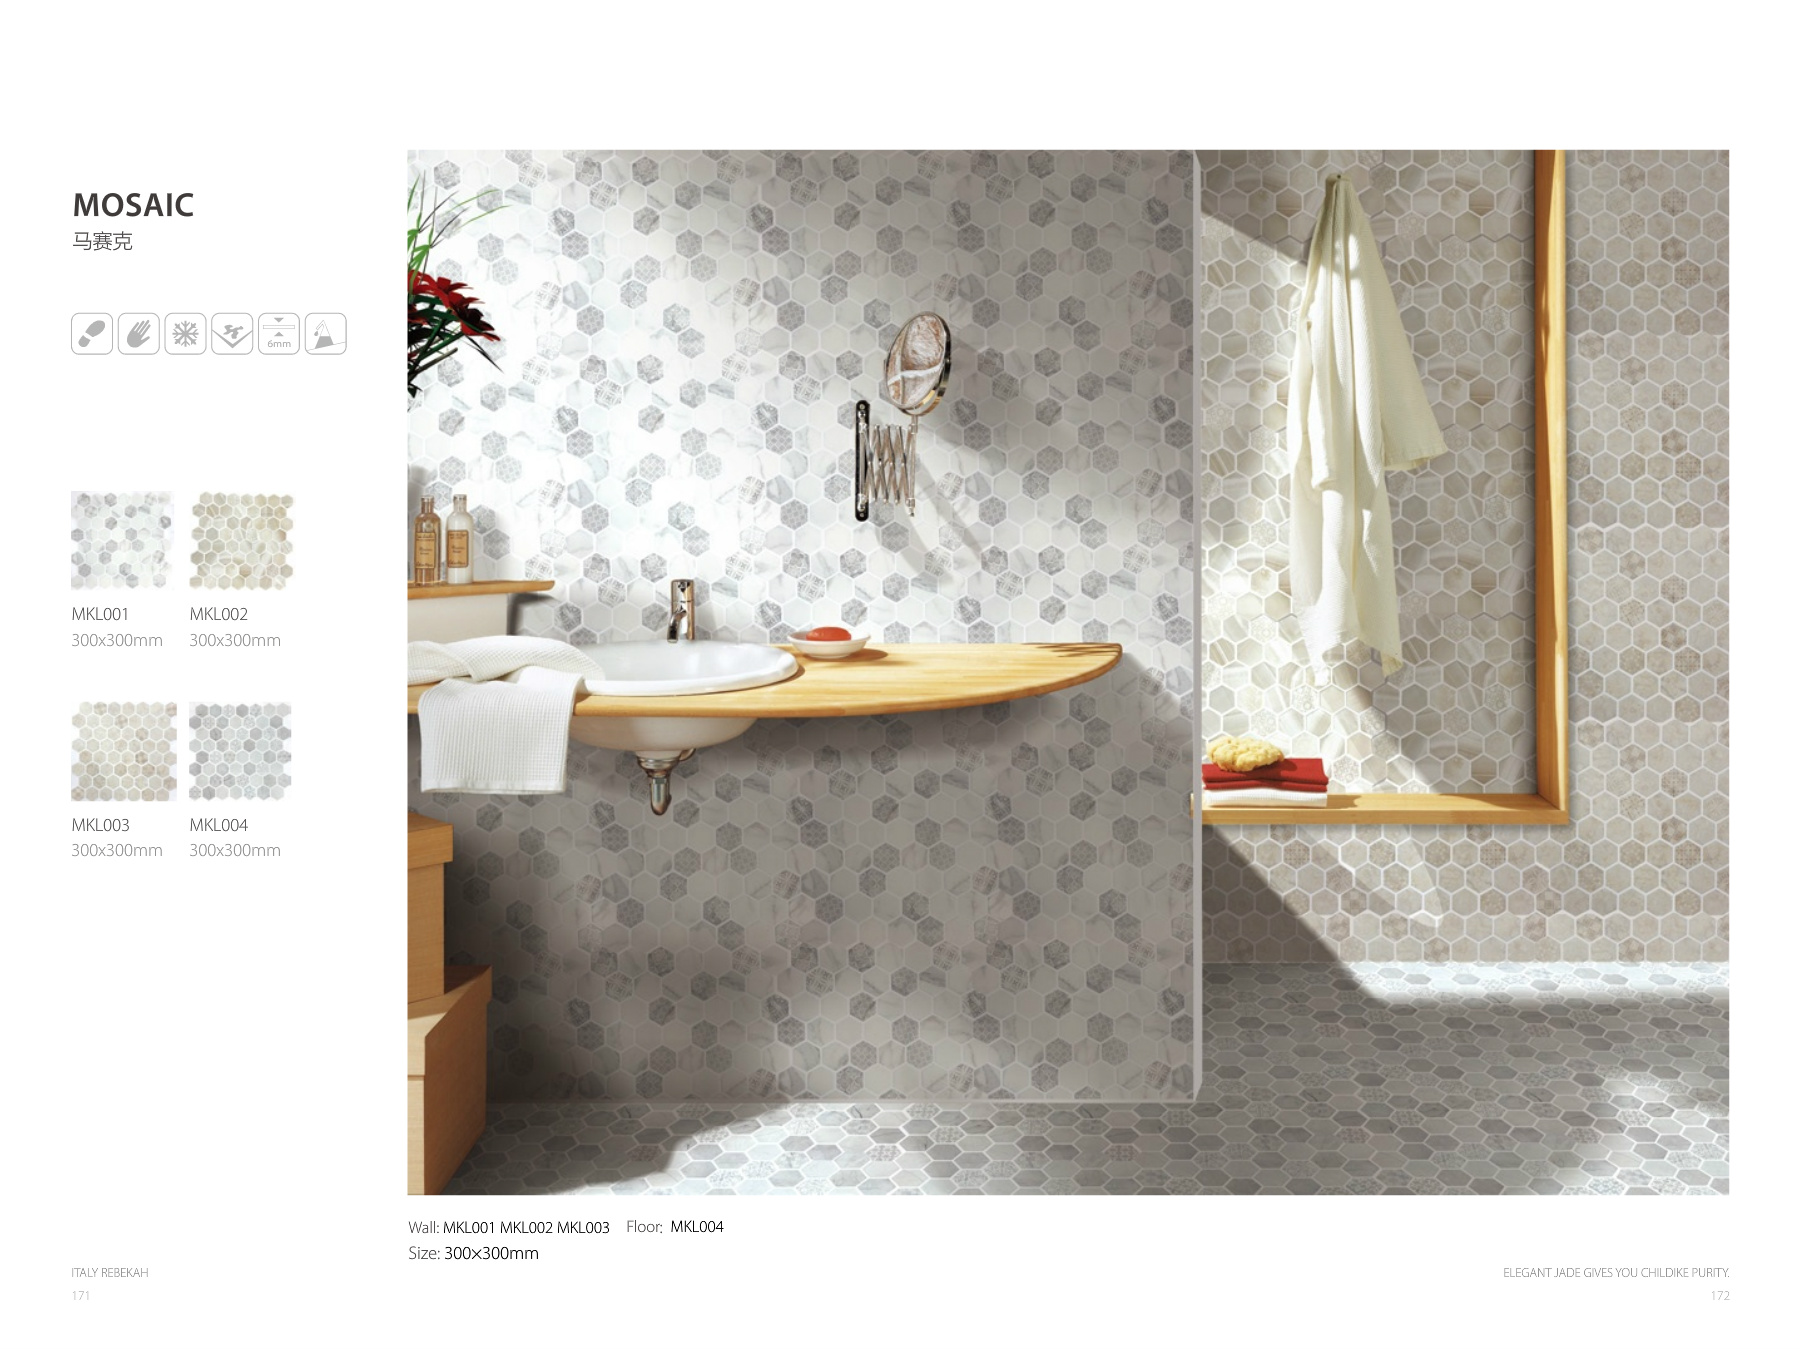 MOSAIC
马赛克
6mm
MKL001
300x300mm
MKL002
300x300mm
MKL003
300x300mm
MKL004
300x300mm
Wall: MKL001 MKL002 MKL003 Floor: MKL004
Size: 300×300mm
ITALY REBEKAH
171
ELEGANT JADE GIVES YOU CHILDIKE PURITY.
172